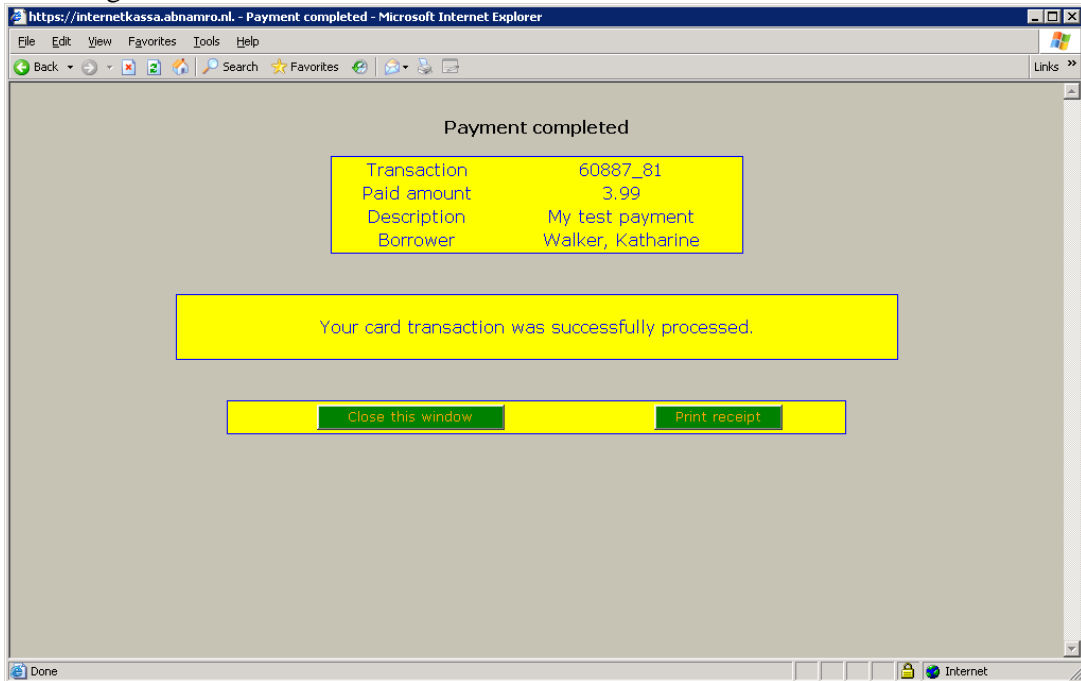 https://internetkassa.abnamro.nl. - Payment completed - Microsoft Internet Explorer
File Edit View Favorites Tools Help
Back Search Favorites Links »
Payment completed
Transaction 60887_81
Paid amount 3.99
Description My test payment
Borrower Walker, Katharine
Your card transaction was successfully processed.
Close this window Print receipt
Done Internet